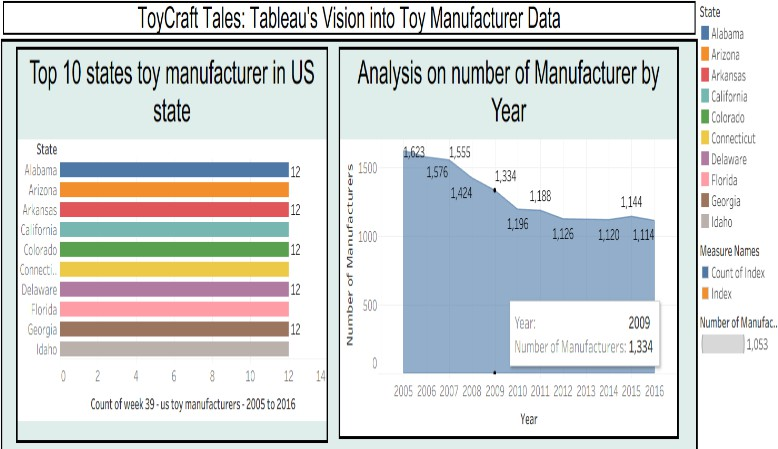 ToyCraft Tales: Tableau's Vision into Toy Manufacturer Data
Top 10 states toy manufacturer in US
state
State
Alabama 12
Arizona
Arkansas 12
California
Colorado 12
Connecti..
Delaware 12
Florida
Georgia 12
Idaho
0 2 4 6 8 10 12 14
Count of week 39 - us toy manufacturers - 2005 to 2016
Analysis on number of Manufacturer by
Year
Number of Manufacturers
1500
1000
500
0
1,623
1,576
1,555
1,424
1,334
1,196
1,188
1,126
1,120
1,144
1,114
Year: 2009
Number of Manufacturers: 1,334
2005 2006 2007 2008 2009 2010 2011 2012 2013 2014 2015 2016
Year
State
Alabama
Arizona
Arkansas
California
Colorado
Connecticut
Delaware
Florida
Georgia
Idaho
Measure Names
Count of Index
Index
Number of Manufac..
1,053